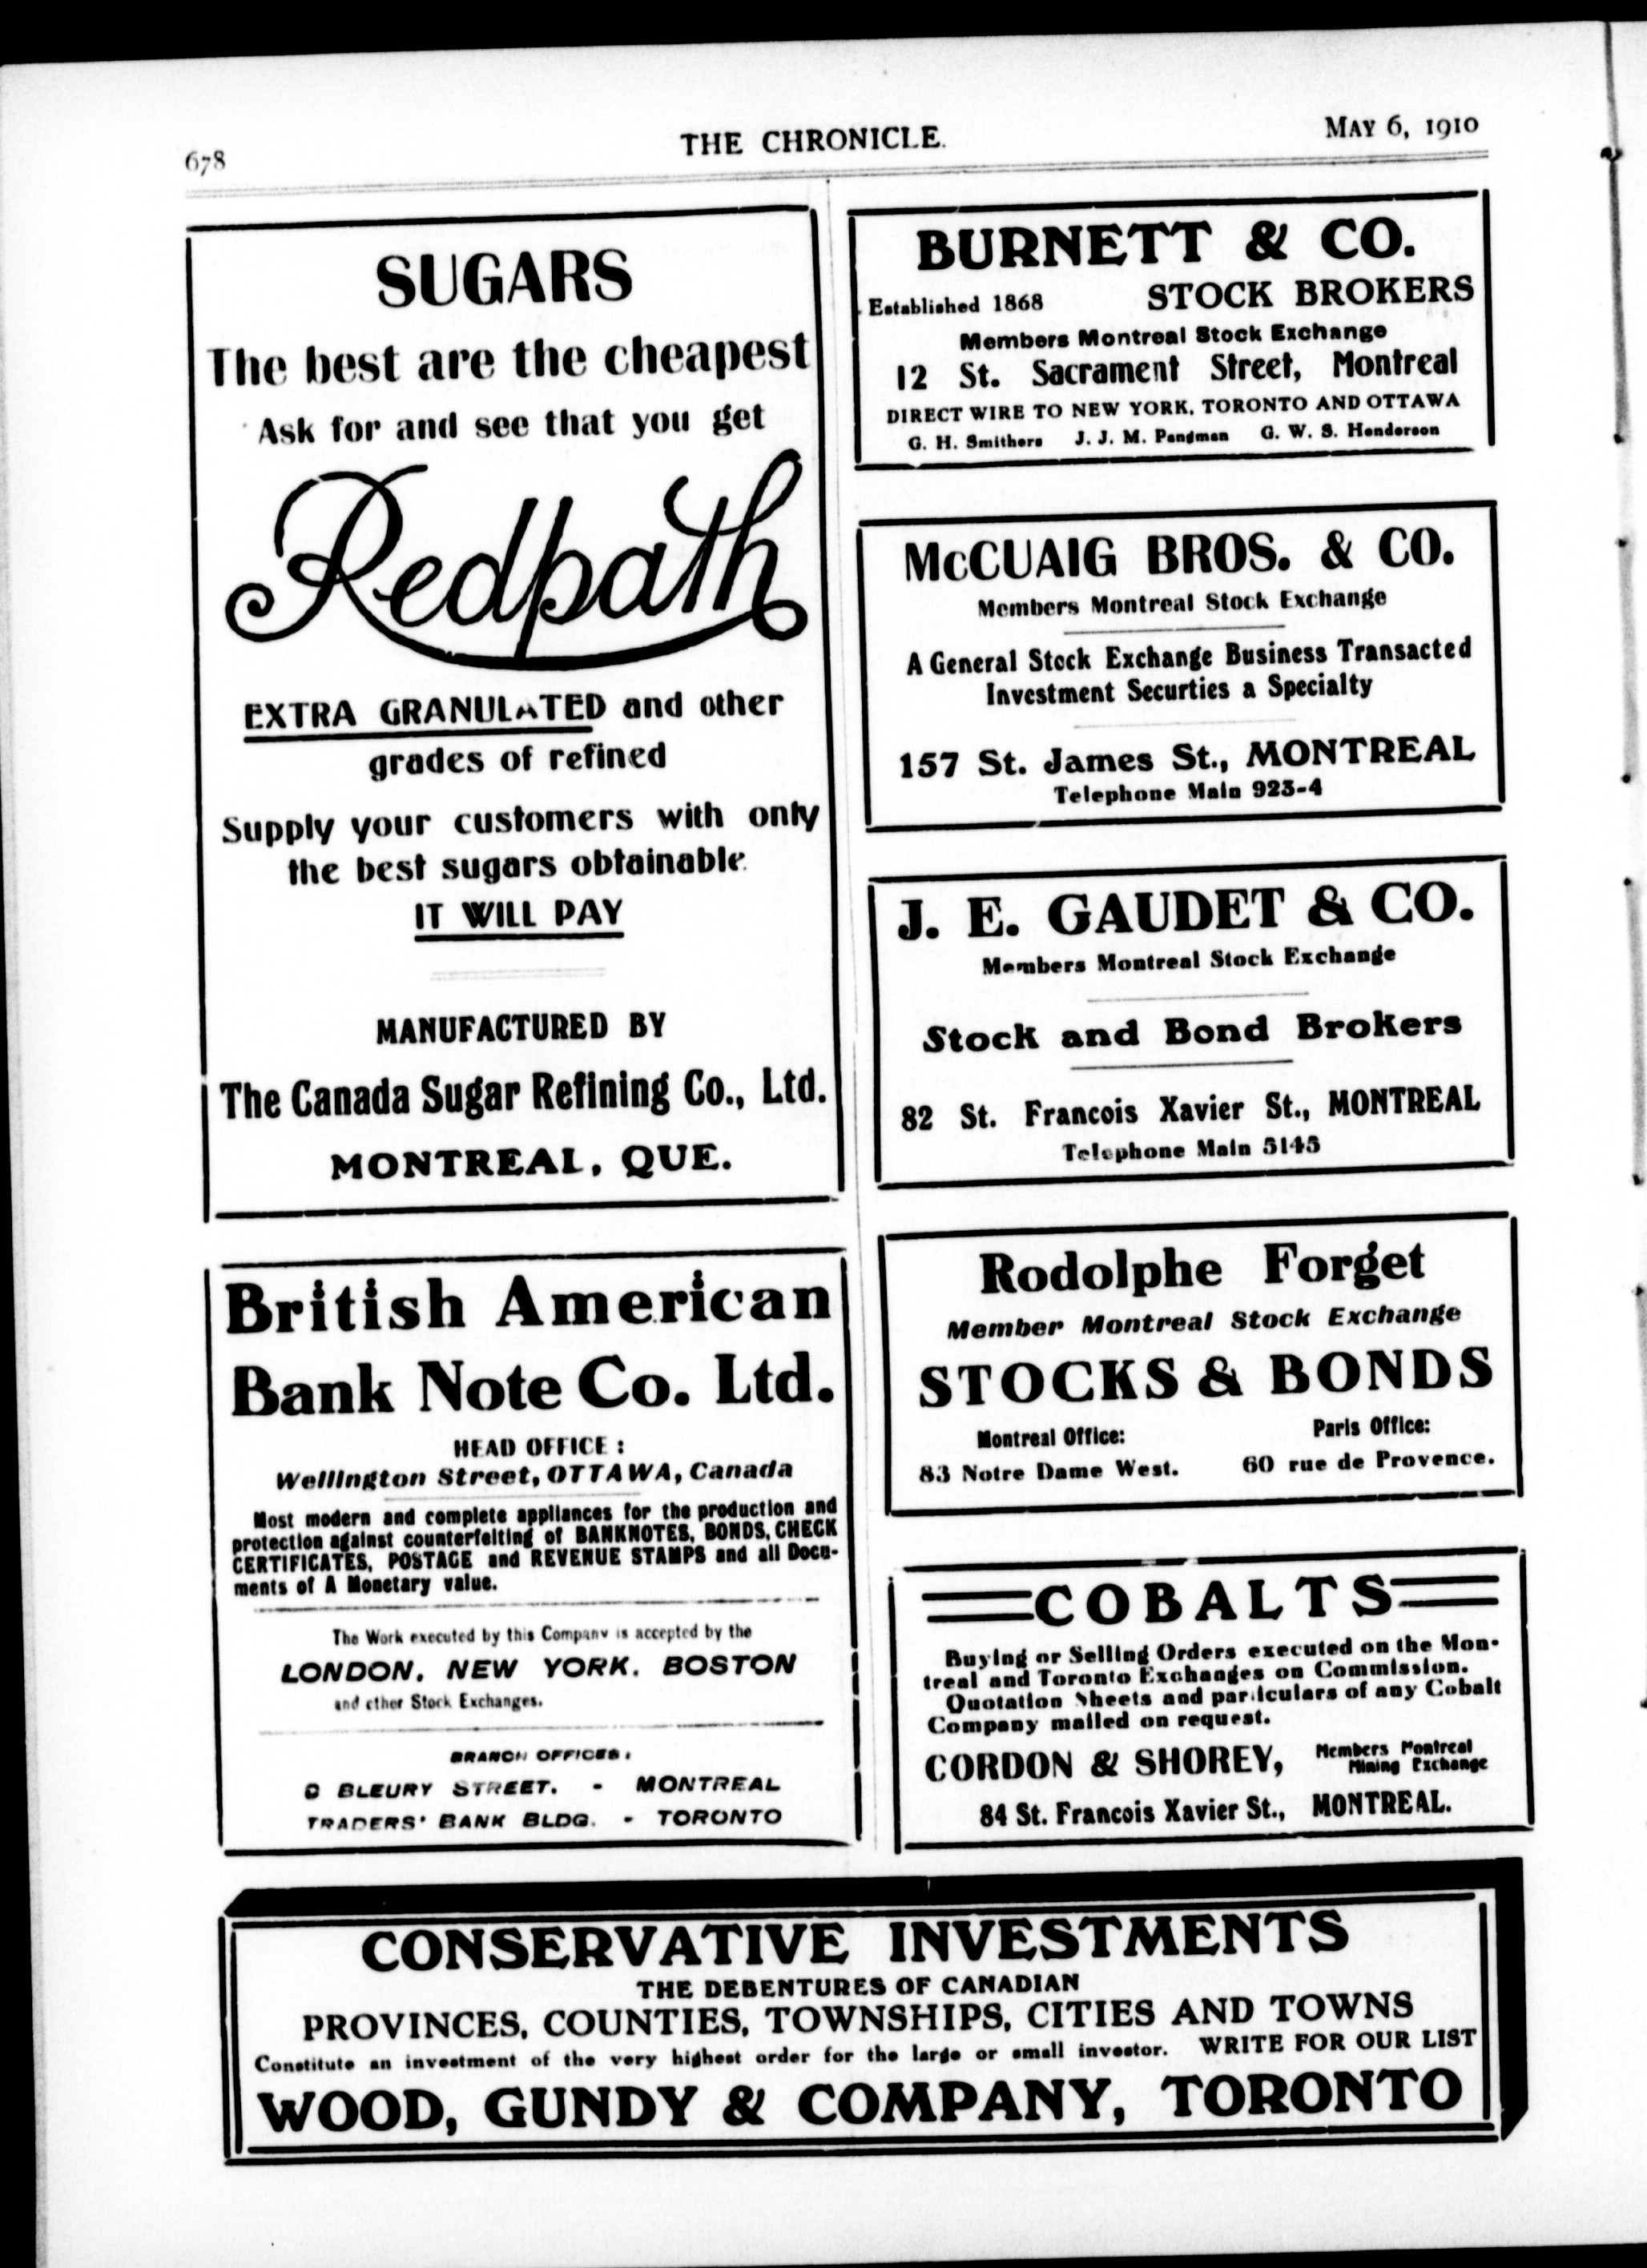 678
THE CHRONICLE.
MAY 6, 1910
SUGARS
The best are the cheapest
Ask for and see that you get
Redpath
EXTRA GRANULATED and other
grades of refined
Supply your customers with only
the best sugars obtainable.
IT WILL PAY
MANUFACTURED BY
The Canada Sugar Refining Co., Ltd.
MONTREAL, QUE.
British American
Bank Note Co. Ltd.
HEAD OFFICE :
Wellington Street, OTTAWA, Canada
Most modern and complete appliances for the production and
protection against counterfeiting of BANKNOTES, BONDS, CHECK
CERTIFICATES, POSTAGE and REVENUE STAMPS and all Docu-
ments of A Monetary value.
The Work executed by this Company is accepted by the
LONDON, NEW YORK, BOSTON
and other Stock Exchanges.
BRANCH OFFICES:
BLEURY STREET. - MONTREAL
TRADERS' BANK BLDG. - TORONTO
BURNETT & CO.
Established 1868 STOCK BROKERS
Members Montreal Stock Exchange
12 St. Sacrament Street, Montreal
DIRECT WIRE TO NEW YORK, TORONTO AND OTTAWA
G. H. Smithers J. J. M. Pangman G. W. S. Henderson
McCUAIG BROS. & CO.
Members Montreal Stock Exchange
A General Stock Exchange Business Transacted
Investment Securties a Specialty
157 St. James St., MONTREAL
Telephone Main 923-4
J. E. GAUDET & CO.
Members Montreal Stock Exchange
Stock and Bond Brokers
82 St. Francois Xavier St., MONTREAL
Telephone Main 5145
Rodolphe Forget
Member Montreal Stock Exchange
STOCKS & BONDS
Montreal Office: Paris Office:
83 Notre Dame West. 60 rue de Provence.
COBALTS
Buying or Selling Orders executed on the Mon-
treal and Toronto Exchanges on Commission.
Quotation Sheets and particulars of any Cobalt
Company mailed on request.
CORDON & SHOREY, Members Montreal
Mining Exchange
84 St. Francois Xavier St., MONTREAL.
CONSERVATIVE INVESTMENTS
THE DEBENTURES OF CANADIAN
PROVINCES, COUNTIES, TOWNSHIPS, CITIES AND TOWNS
Constitute an investment of the very highest order for the large or small investor. WRITE FOR OUR LIST
WOOD, GUNDY & COMPANY, TORONTO